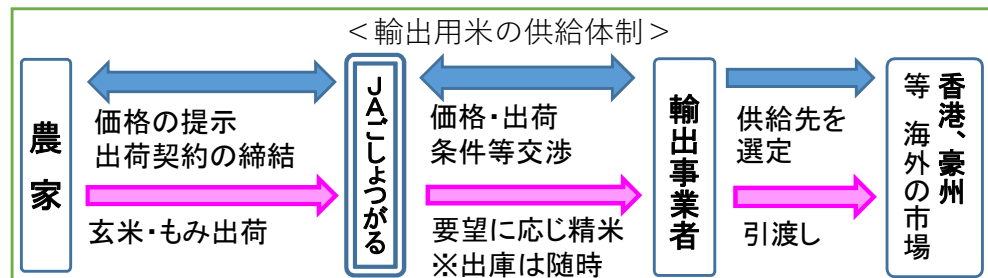 ＜輸出用米の供給体制＞
農家
価格の提示
出荷契約の締結
玄米・もみ出荷
ＪＡごしょつがる
価格・出荷
条件等交渉
要望に応じ精米
※出庫は随時
輸出事業者
供給先を
選定
引渡し
香港、豪州
等 海外の市場